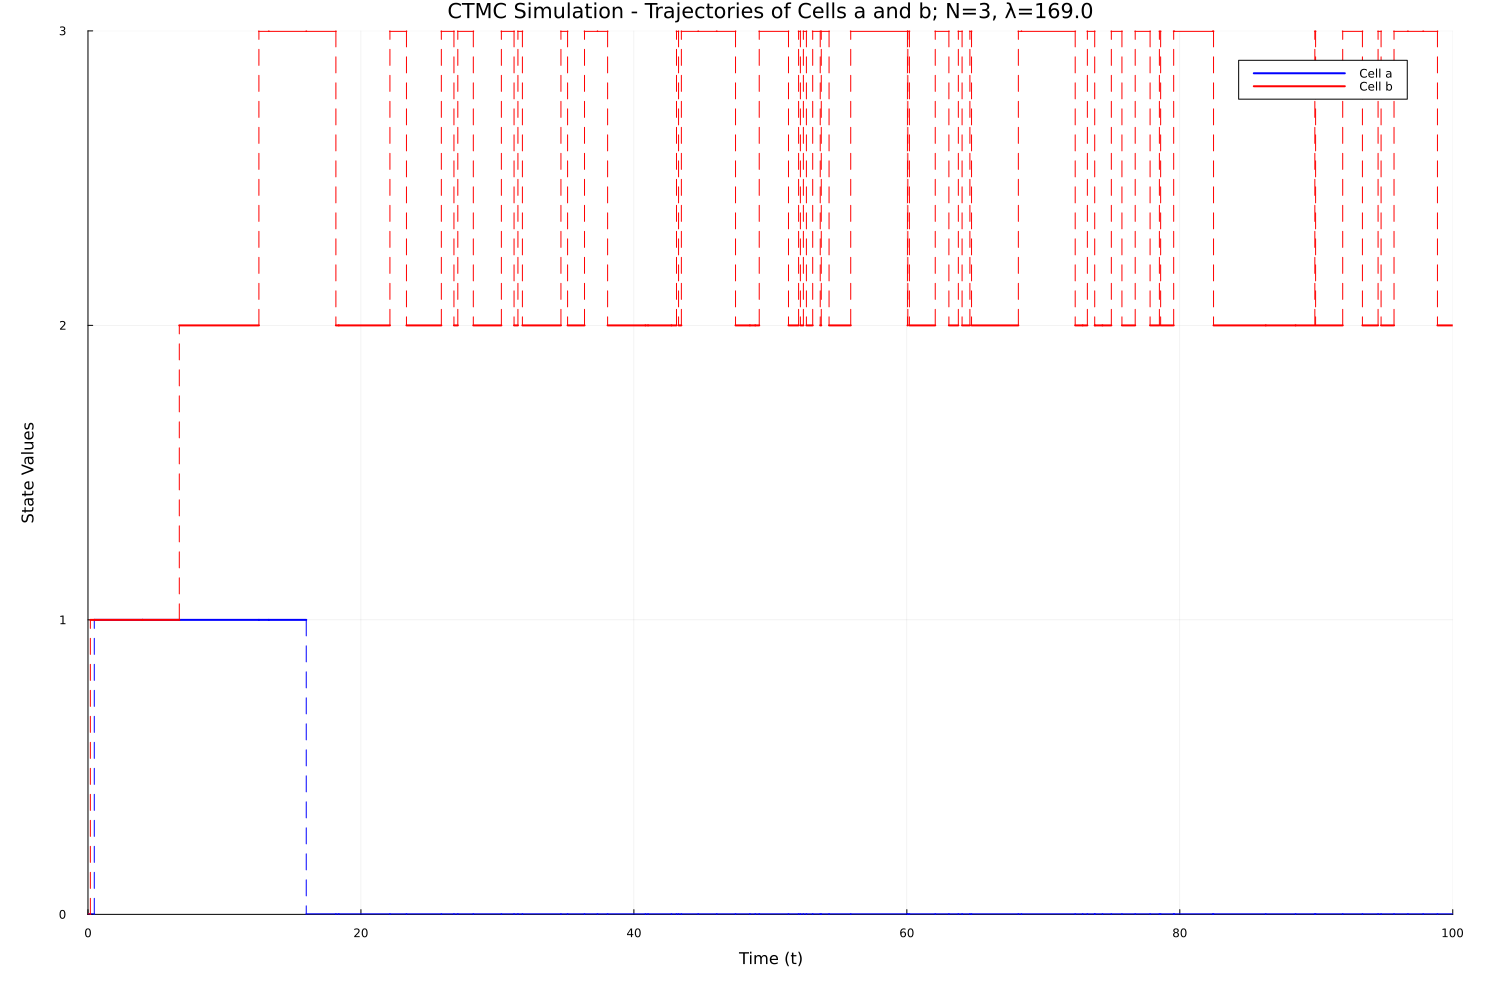 CTMC Simulation - Trajectories of Cells a and b; N=3, λ=169.0
3
Cell a
Cell b
2
State Values
1
0
0 20 40 60 80 100
Time (t)